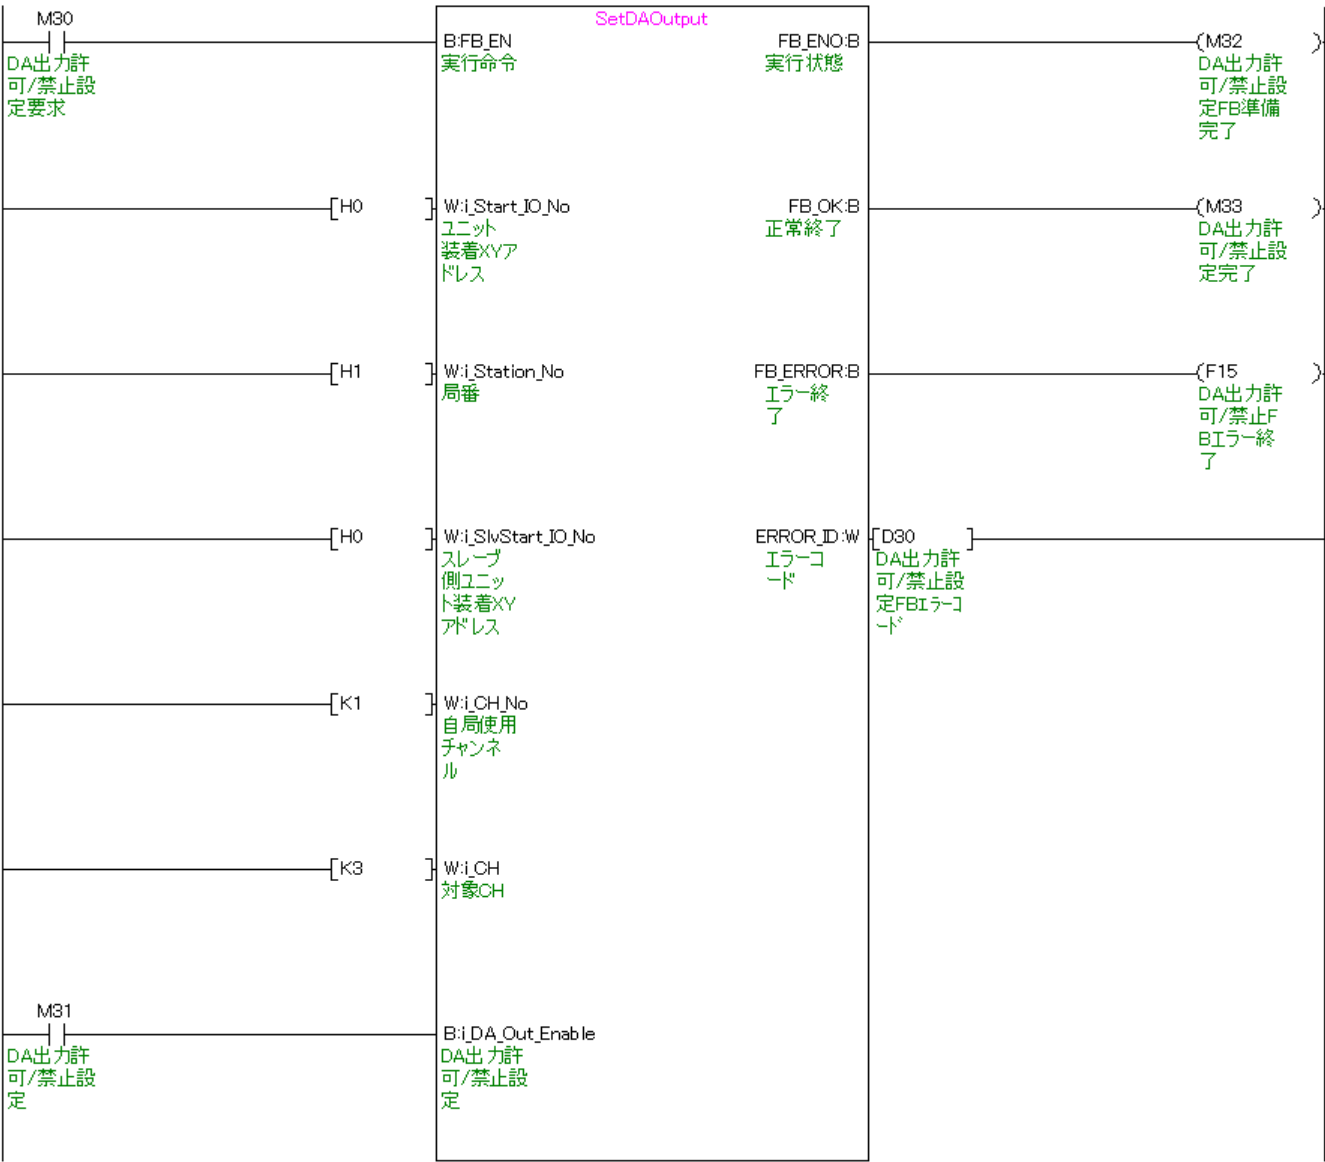 SetDAOutput
M30
DA出力許
可/禁止設
定要求
B:FB_EN
実行命令
FB_ENO:B
実行状態
(M32 )
DA出力許
可/禁止設
定FB準備
完了
[H0 ]
W:i_Start_IO_No
ユニット
装着XYア
ドレス
FB_OK:B
正常終了
(M33 )
DA出力許
可/禁止設
定完了
[H1 ]
W:i_Station_No
局番
FB_ERROR:B
エラー終
了
(F15 )
DA出力許
可/禁止F
Bエラー終
了
[H0 ]
W:i_SlvStart_IO_No
スレーブ
側ユニッ
ト装着XY
アドレス
ERROR_ID:W
エラーコ
ード
[D30 ]
DA出力許
可/禁止設
定FBｴﾗｰｺ
ｰﾄﾞ
[K1 ]
W:i_CH_No
自局使用
チャンネ
ル
[K3 ]
W:i_CH
対象CH
M31
DA出力許
可/禁止設
定
B:i_DA_Out_Enable
DA出力許
可/禁止設
定